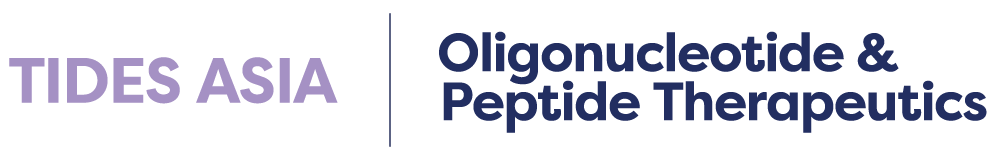 TIDES ASIA
Oligonucleotide &
Peptide Therapeutics